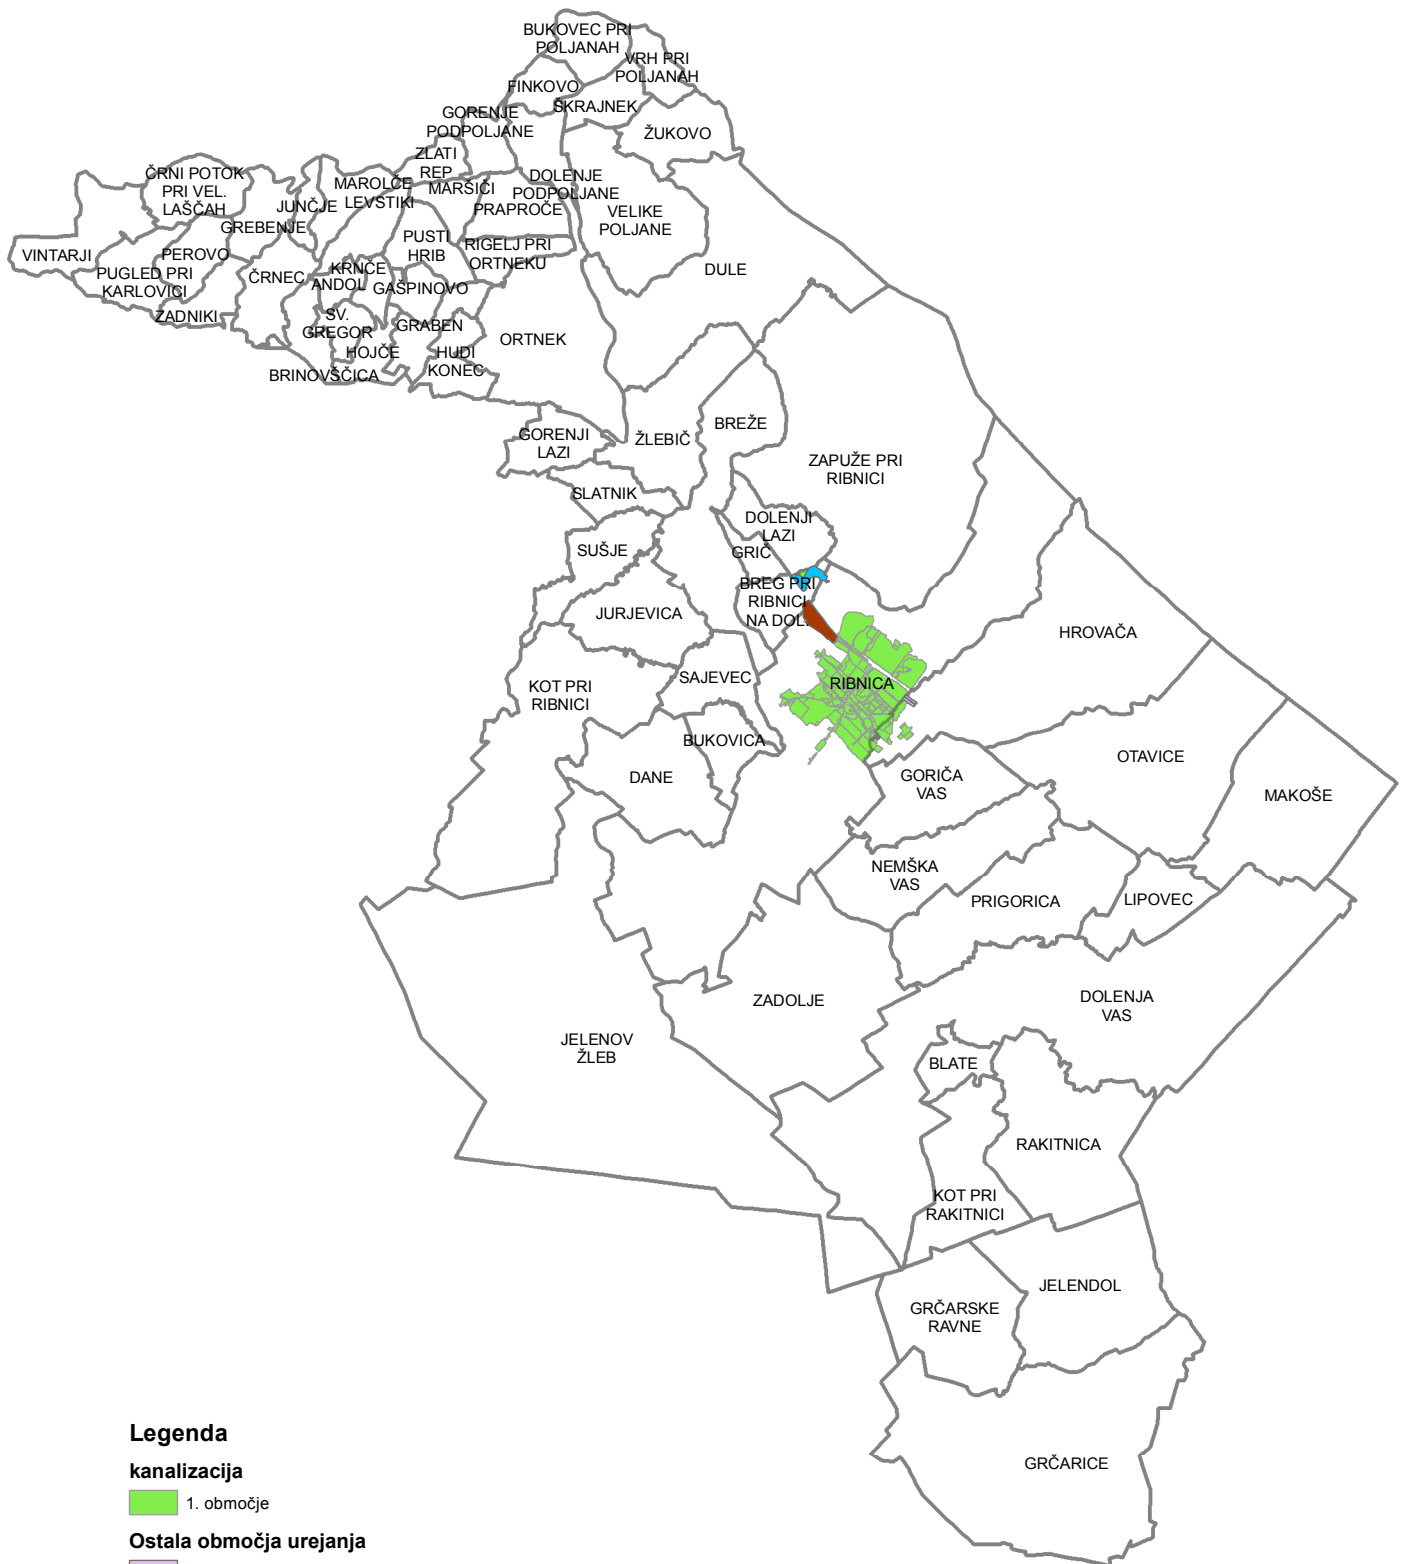 BUKOVEC PRI
POLJANAH
VRH PRI
POLJANAH
FINKOVO
ŠKRAJNEK
GORENJE
PODPOLJANE
ŽUKOVO
ZLATI
REP
ČRNI POTOK
PRI VEL.
LAŠČAH
MAROLČE
LEVSTIKI
MARŠIČI
DOLENJE
PODPOLJANE
PRAPROČE
JUNČJE
VELIKE
POLJANE
GREBENJE
PUSTI
HRIB
RIGELJ PRI
ORTNEKU
VINTARJI
PEROVO
PUGLED PRI
KARLOVICI
ČRNEC
KRNČE
ANDOL
GAŠPINOVO
DULE
ZADNIKI
SV.
GREGOR
GRABEN
ORTNEK
HOJČE
HUDI
KONEC
BRINOVŠČICA
BREŽE
GORENJI
LAZI
ŽLEBIČ
ZAPUŽE PRI
RIBNICI
SLATNIK
DOLENJI
LAZI
SUŠJE
GRIČ
BREG PRI
RIBNICI
NA DOL.
JURJEVICA
HROVAČA
SAJEVEC
RIBNICA
KOT PRI
RIBNICI
BUKOVICA
DANE
OTAVICE
GORIČA
VAS
MAKOŠE
NEMŠKA
VAS
PRIGORICA
LIPOVEC
ZADOLJE
DOLENJA
VAS
JELENOV
ŽLEB
BLATE
RAKITNICA
KOT PRI
RAKITNICI
JELENDOL
GRČARSKE
RAVNE
GRČARICE
Legenda
kanalizacija
1. območje
Ostala območja urejanja